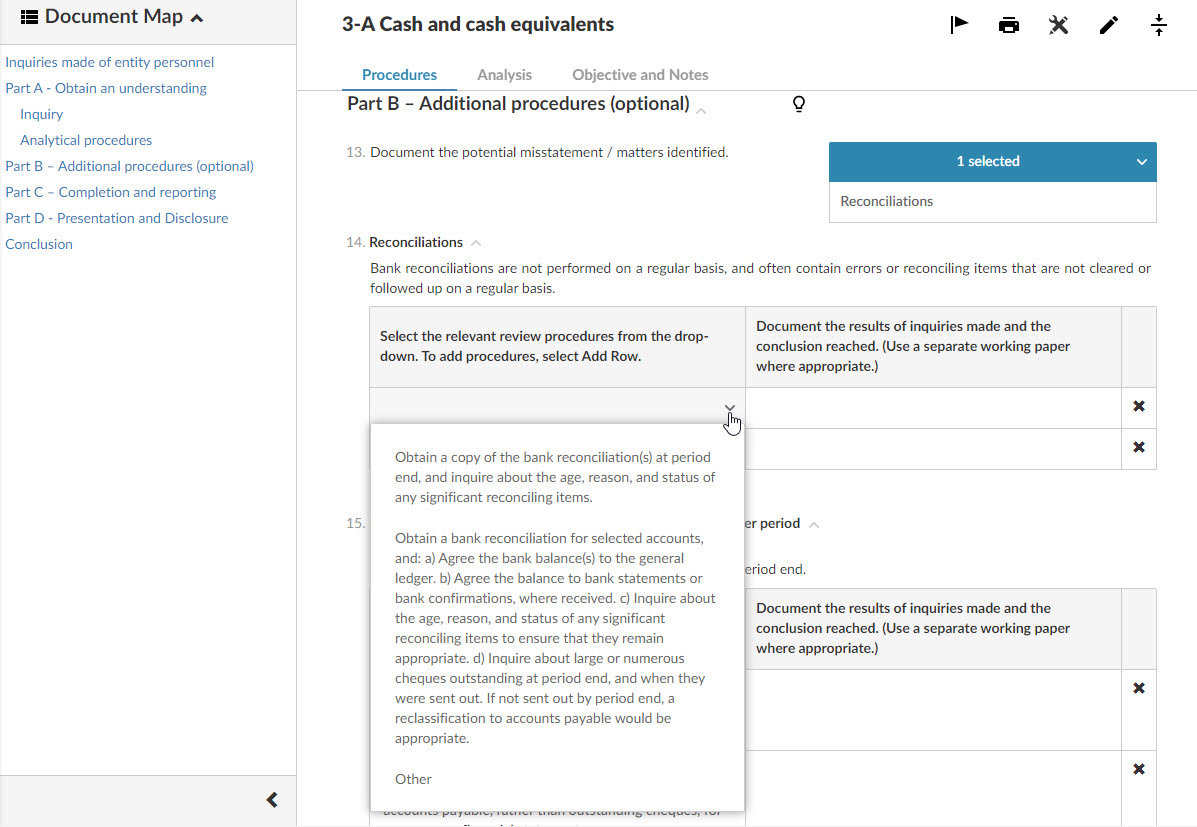 Document Map
Inquiries made of entity personnel
Part A - Obtain an understanding
Inquiry
Analytical procedures
Part B – Additional procedures (optional)
Part C – Completion and reporting
Part D - Presentation and Disclosure
Conclusion
3-A Cash and cash equivalents
Procedures
Analysis
Objective and Notes
Part B – Additional procedures (optional)
13. Document the potential misstatement / matters identified.
1 selected
Reconciliations
14. Reconciliations
Bank reconciliations are not performed on a regular basis, and often contain errors or reconciling items that are not cleared or
followed up on a regular basis.
Select the relevant review procedures from the drop-
down. To add procedures, select Add Row.
Document the results of inquiries made and the
conclusion reached. (Use a separate working paper
where appropriate.)
Obtain a copy of the bank reconciliation(s) at period
end, and inquire about the age, reason, and status of
any significant reconciling items.
Obtain a bank reconciliation for selected accounts,
and: a) Agree the bank balance(s) to the general
ledger. b) Agree the balance to bank statements or
bank confirmations, where received. c) Inquire about
the age, reason, and status of any significant
reconciling items to ensure that they remain
appropriate. d) Inquire about large or numerous
cheques outstanding at period end, and when they
were sent out. If not sent out by period end, a
reclassification to accounts payable would be
appropriate.
Other
15.
er period
eriod end.
Document the results of inquiries made and the
conclusion reached. (Use a separate working paper
where appropriate.)
accounts payable, rather than outstanding cheques, for